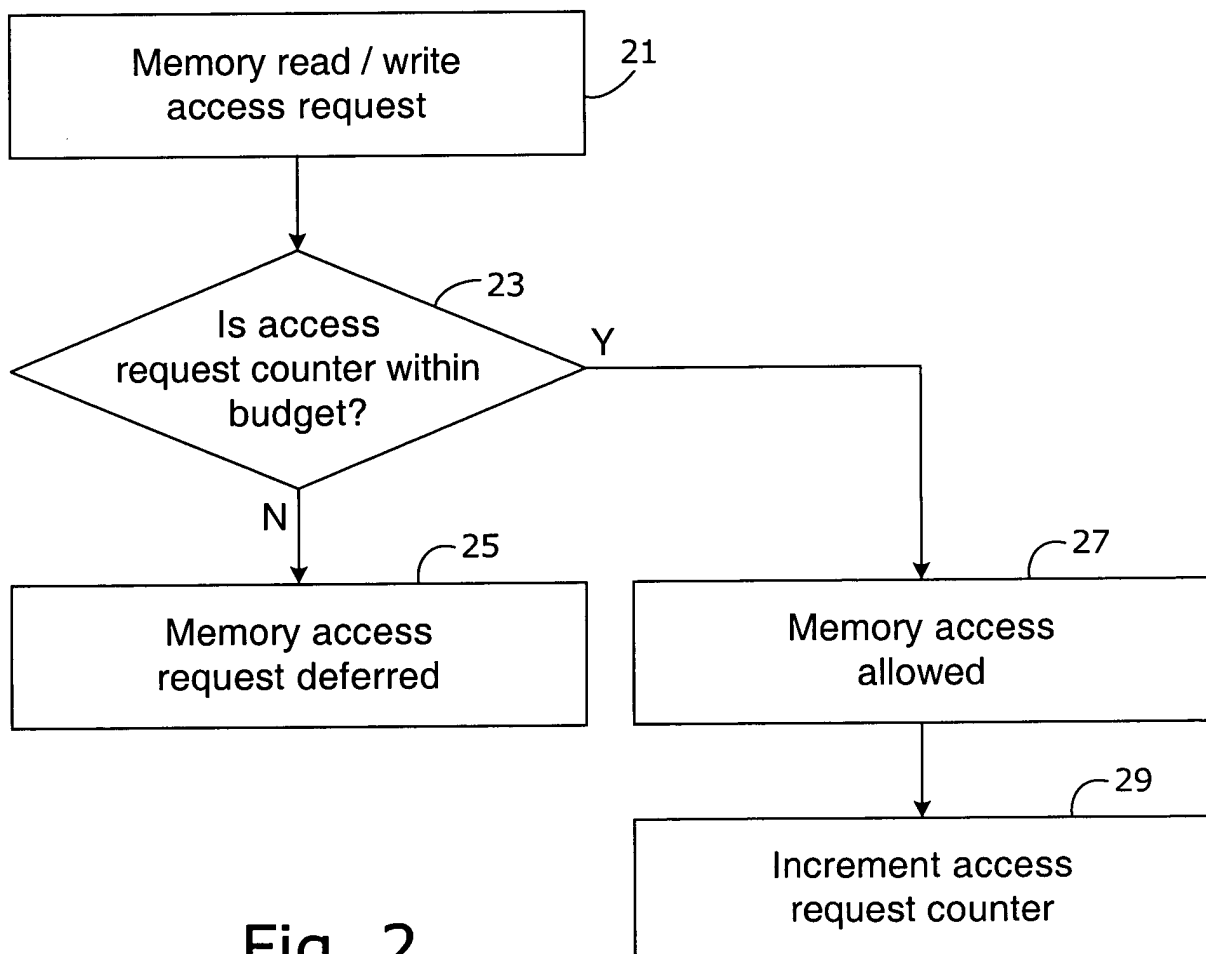 Memory read / write
access request
21
Is access
request counter within
budget?
23
Y
N
Memory access
request deferred
25
Memory access
allowed
27
Increment access
request counter
29
Fig. 2